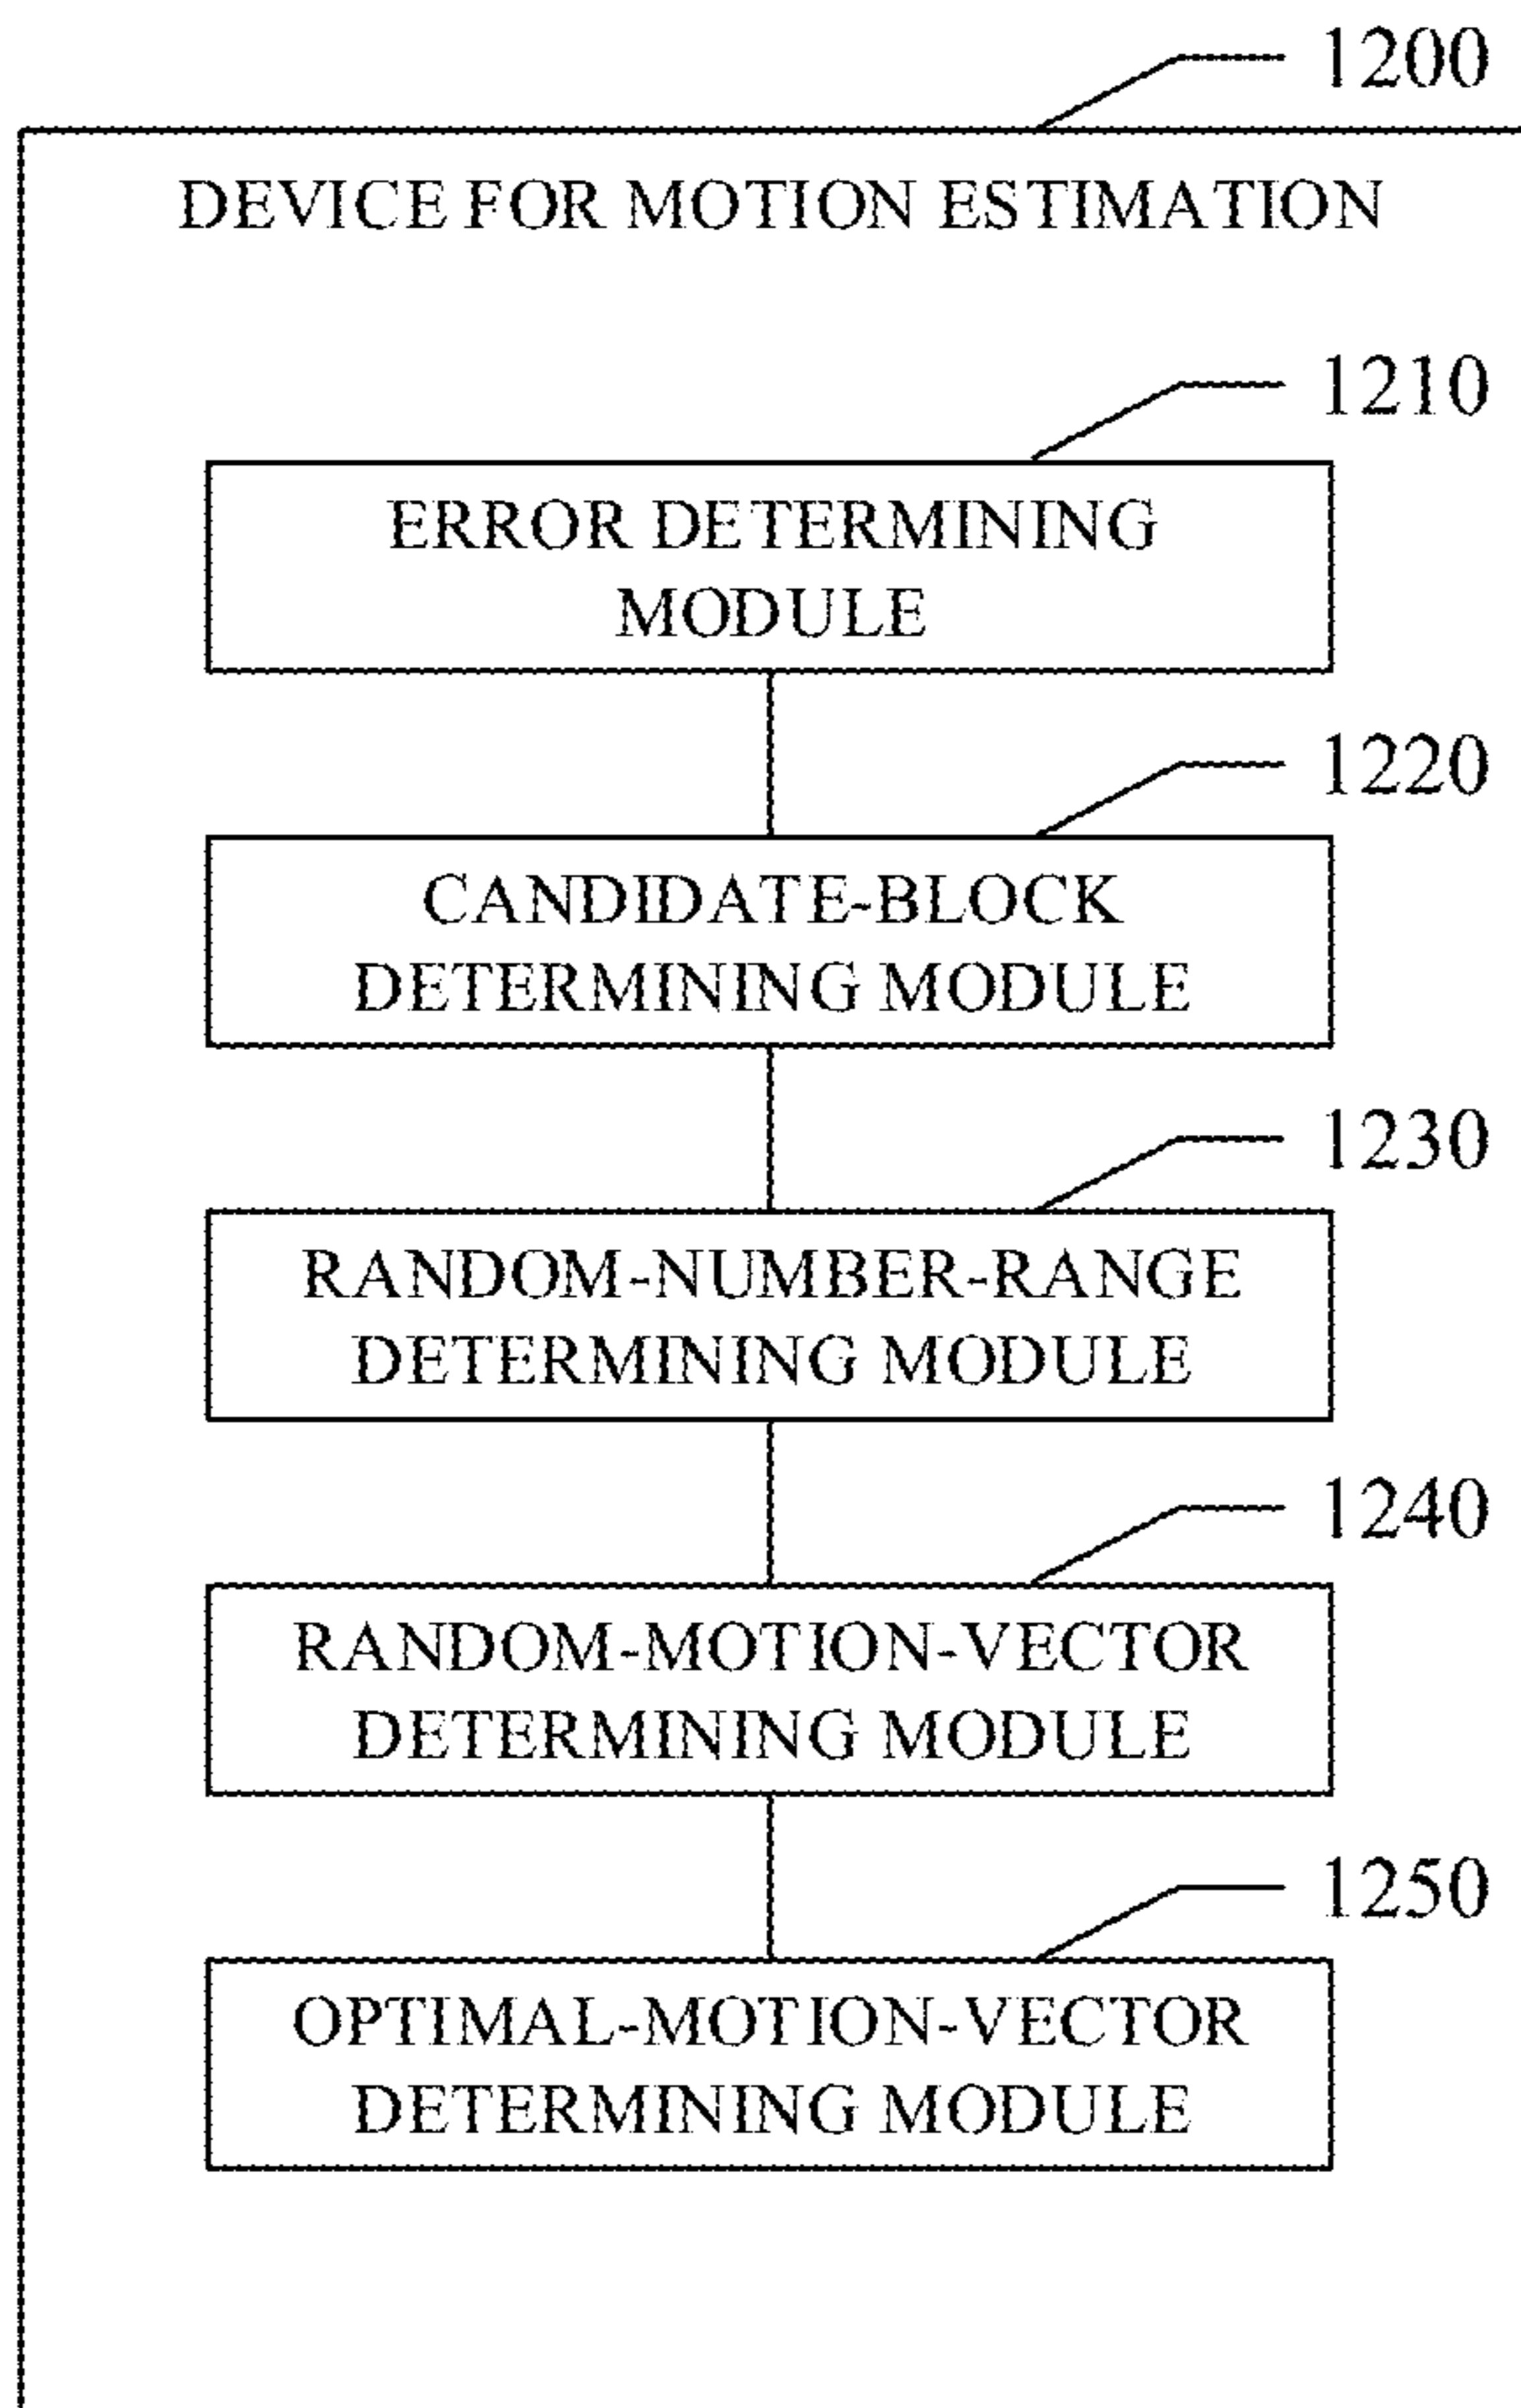 1200
DEVICE FOR MOTION ESTIMATION
1210
ERROR DETERMINING
MODULE
1220
CANDIDATE-BLOCK
DETERMINING MODULE
1230
RANDOM-NUMBER-RANGE
DETERMINING MODULE
1240
RANDOM-MOTION-VECTOR
DETERMINING MODULE
1250
OPTIMAL-MOTION-VECTOR
DETERMINING MODULE